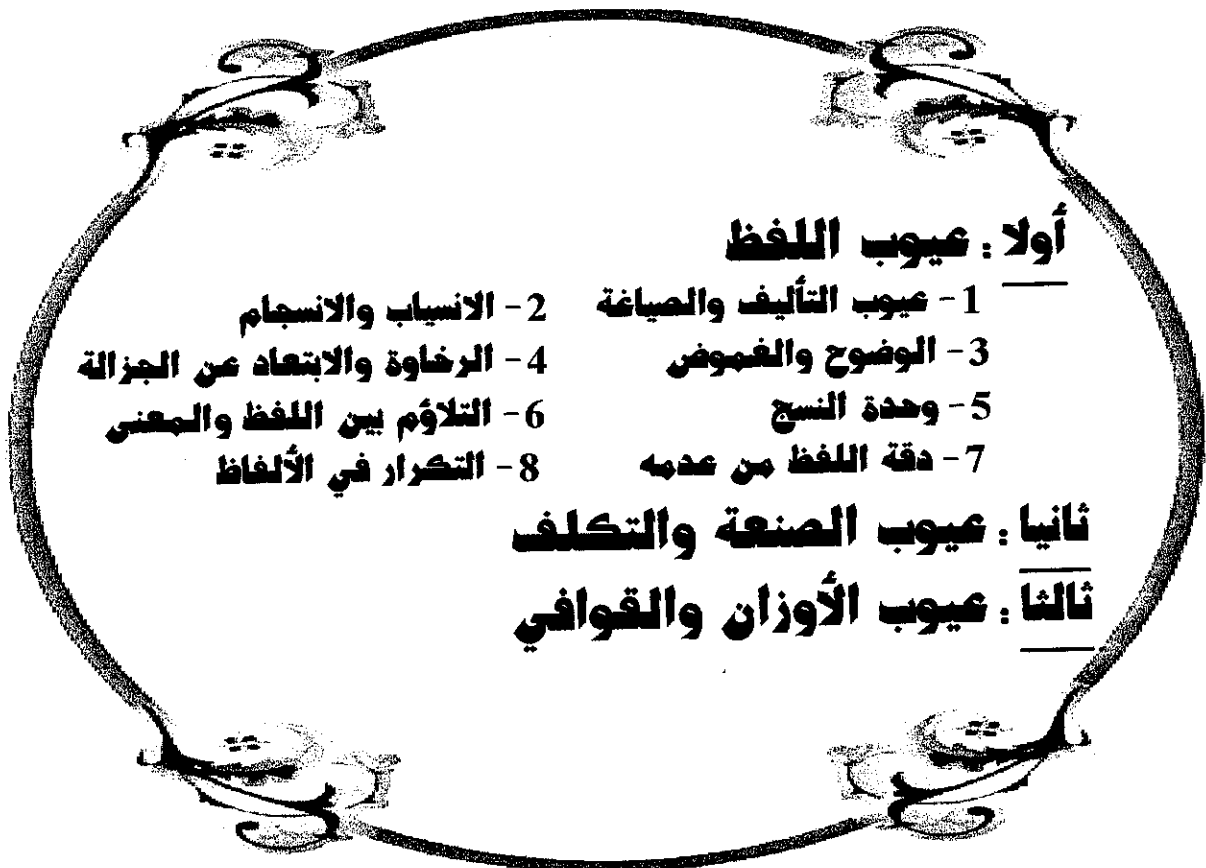 أولا : عيوب اللفظ
1- عيوب التأليف والصياغة 2- الانسياب والانسجام
3- الوضوح والغموض 4- الرخاوة والابتعاد عن الجزالة
5- وحدة النسج 6- التلاؤم بين اللفظ والمعنى
7- دقة اللفظ من عدمه 8- التكرار في الألفاظ
ثانيا : عيوب الصنعة والتكلف
ثالثا : عيوب الأوزان والقوافي